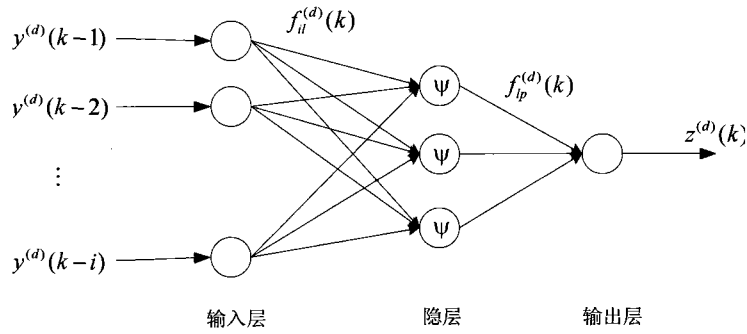 y^{(d)}(k-1)
f_{il}^{(d)}(k)
y^{(d)}(k-2)
ψ
f_{lp}^{(d)}(k)
ψ
z^{(d)}(k)
⋮
ψ
y^{(d)}(k-i)
输入层 隐层 输出层